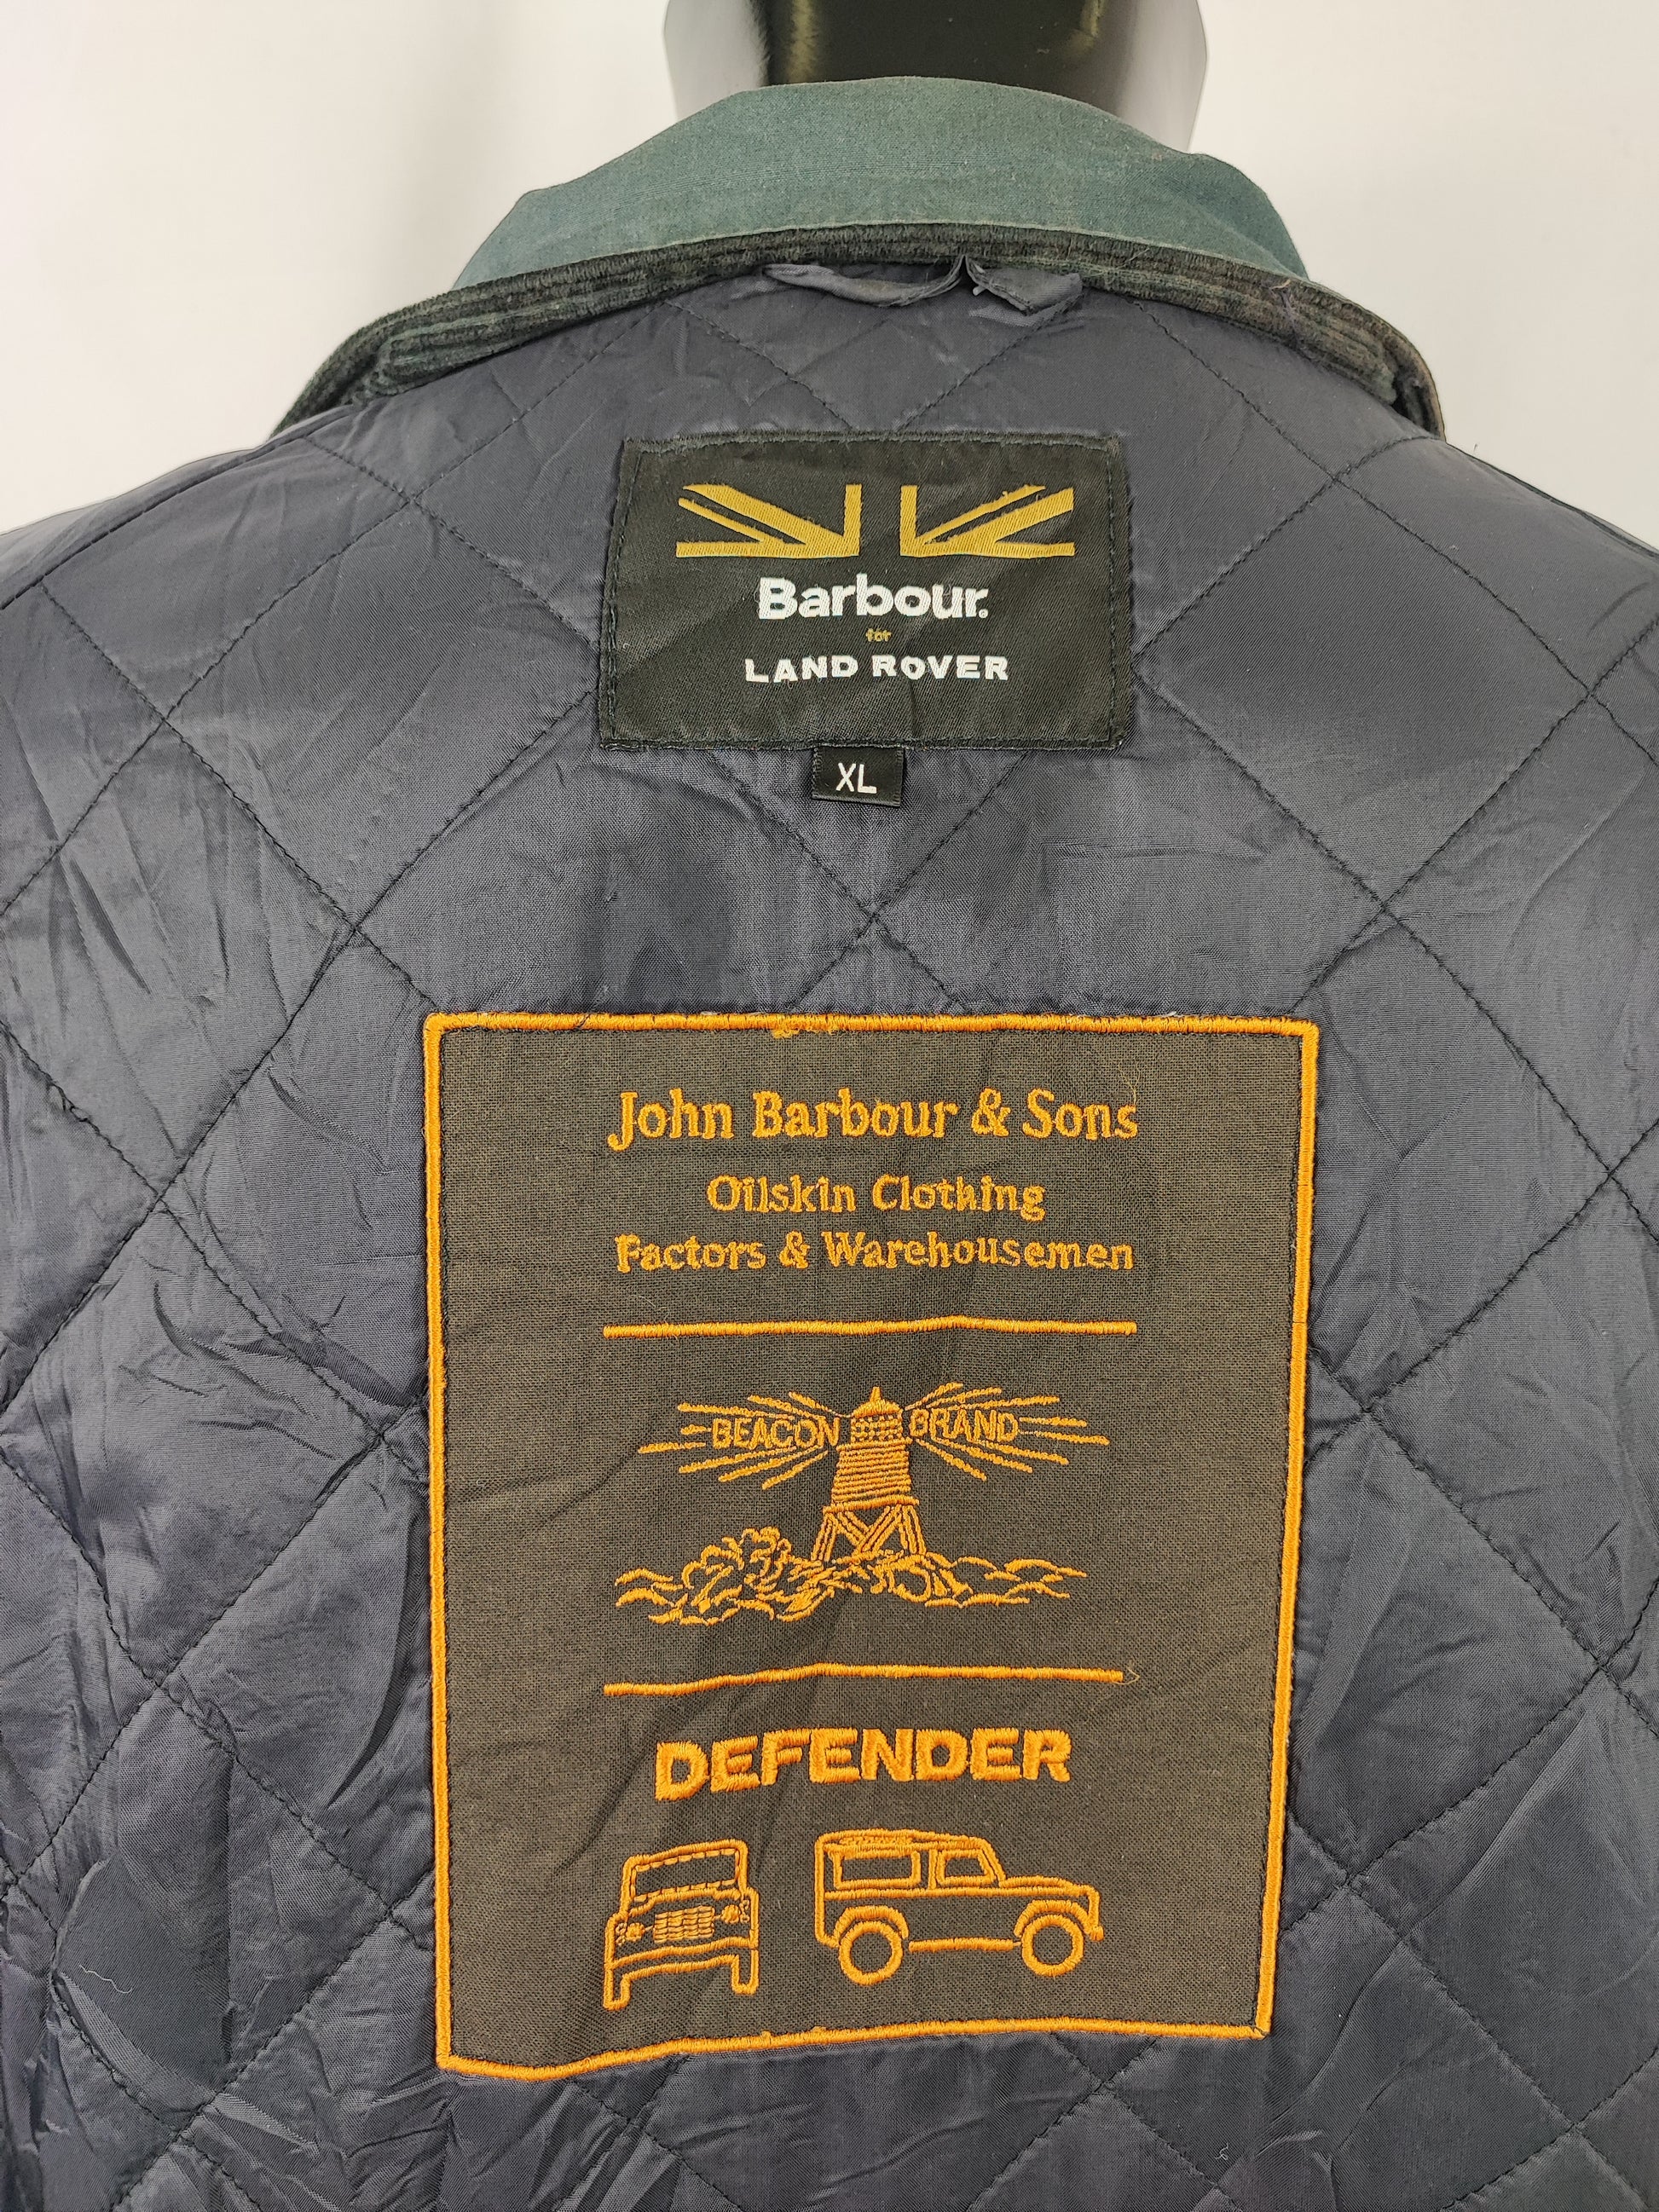 Barbour.
for
LAND ROVER
XL
John Barbour & Sons
Oilskin Clothing
Factors & Warehousemen
BEACON BRAND
DEFENDER